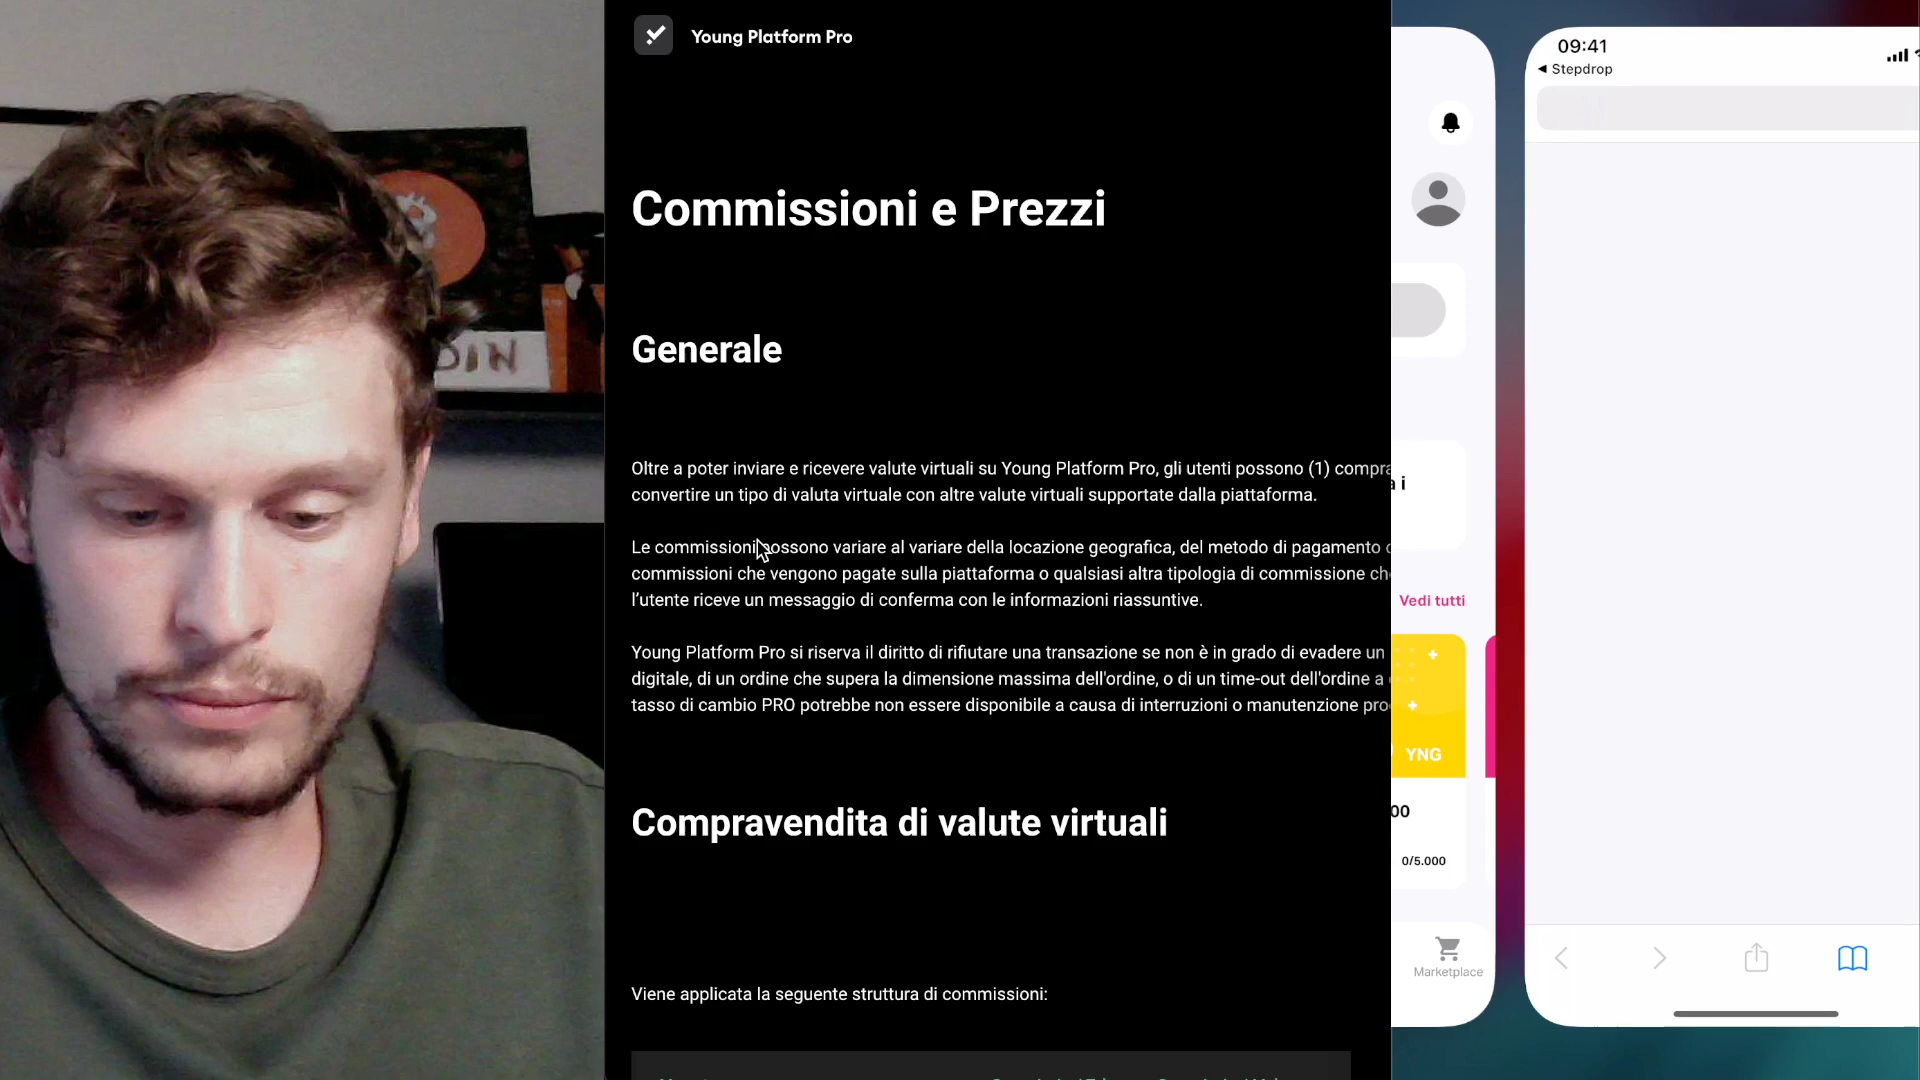 Young Platform Pro
Commissioni e Prezzi
Generale
Oltre a poter inviare e ricevere valute virtuali su Young Platform Pro, gli utenti possono (1)
convertire un tipo di valuta virtuale con altre valute virtuali supportate dalla piattaforma.
Le commissioni possono variare al variare della locazione geografica, del metodo di pagamento
commissioni che vengono pagate sulla piattaforma o qualsiasi altra tipologia di commissione
l'utente riceve un messaggio di conferma con le informazioni riassuntive.
Young Platform Pro si riserva il diritto di rifiutare una transazione se non è in grado di evadere un
digitale, di un ordine che supera la dimensione massima dell'ordine, o di un time-out dell'ordine a
tasso di cambio PRO potrebbe non essere disponibile a causa di interruzioni o manutenzione
Compravendita di valute virtuali
Viene applicata la seguente struttura di commissioni:
Vedi tutti
YNG
0/5.000
Marketplace
09:41
Stepdrop